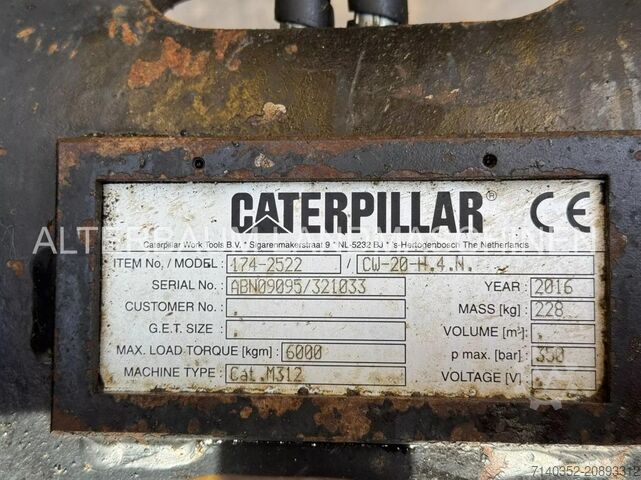 CATERPILLAR® CE
Caterpillar Work Tools B.V. * Sigarenmakerstraat 9 * NL-5232 BJ * 's-Hertogenbosch The Netherlands
ITEM No. / MODEL : 174-2522 / CW-20-H.4.N.
SERIAL No. : ABN09095/321033 YEAR : 2016
CUSTOMER No. : . MASS [kg] : 228
G.E.T. SIZE : . VOLUME [m³] : .
MAX. LOAD TORQUE [kgm] : 6000 p max. [bar] : 350
MACHINE TYPE : Cat.M312 VOLTAGE [V] : .
7140352-20893312